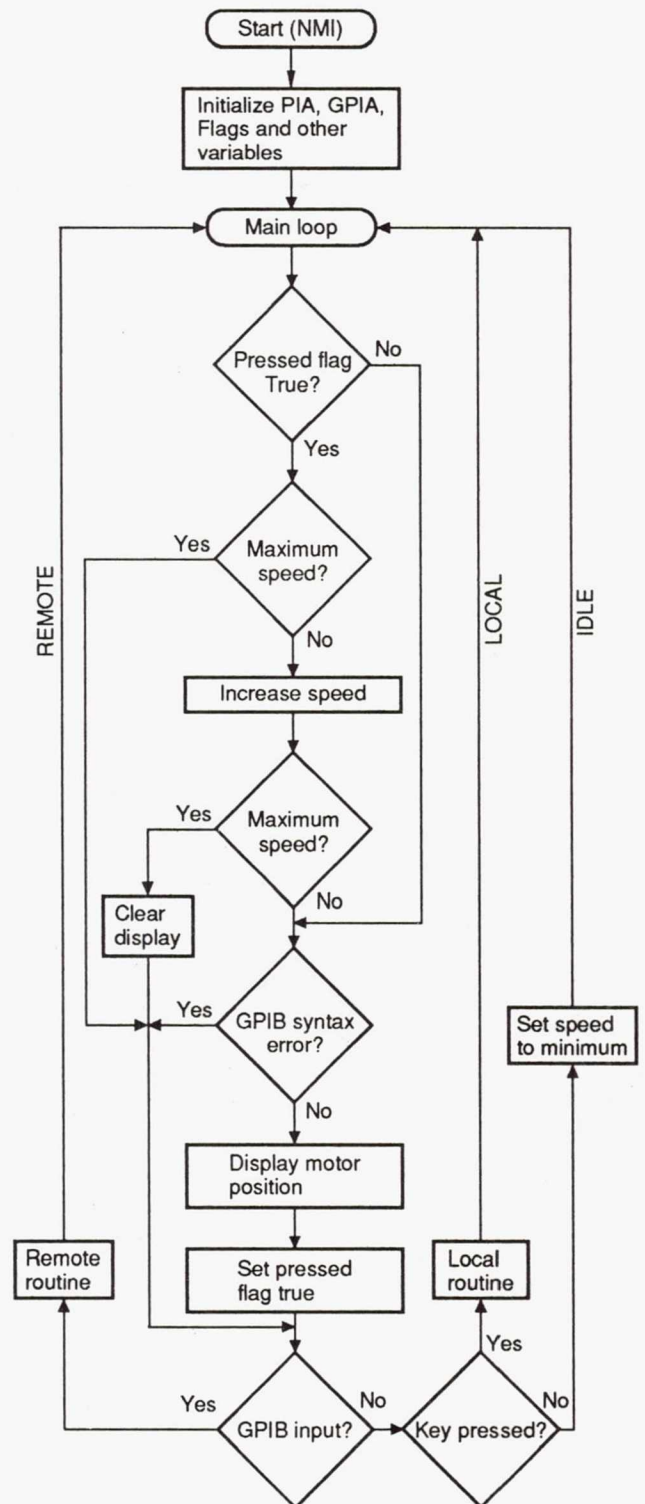 Start (NMI)
Initialize PIA, GPIA,
Flags and other
variables
Main loop
Pressed flag
True?
No
Yes
Maximum
speed?
Yes
No
Increase speed
Maximum
speed?
Yes
No
Clear
display
GPIB syntax
error?
Yes
No
Display motor
position
Set pressed
flag true
GPIB input?
Yes
No
Remote
routine
REMOTE
Key pressed?
Yes
No
Local
routine
LOCAL
Set speed
to minimum
IDLE